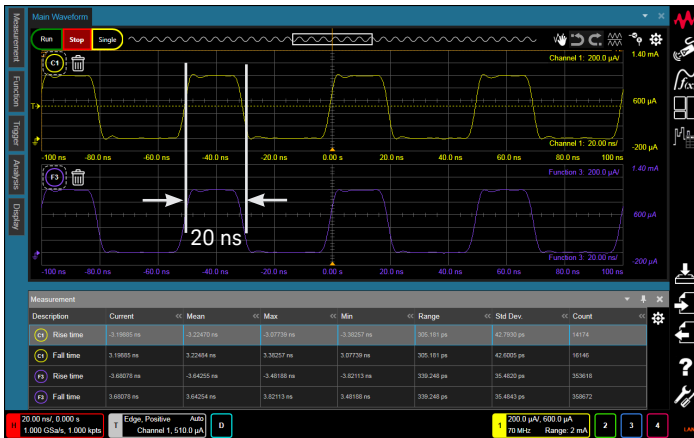 Main Waveform
Measurement
Function
Trigger
Analysis
Display
Run
Stop
Single
C1
Channel 1: 200.0 µA/
1.40 mA
600 µA
-200 µA
T
Channel 1: 20.00 ns/
-100 ns -80.0 ns -60.0 ns -40.0 ns -20.0 ns 0.00 s 20.0 ns 40.0 ns 60.0 ns 80.0 ns 100 ns
F3
Function 3: 200.0 µA/
1.40 mA
600 µA
-200 µA
20 ns
Function 3: 20.00 ns/
-100 ns -80.0 ns -60.0 ns -40.0 ns -20.0 ns 0.00 s 20.0 ns 40.0 ns 60.0 ns 80.0 ns 100 ns
f(x)
Measurement
Description Current << Mean << Max << Min << Range << Std Dev. << Count <<
C1 Rise time -3.19885 ns -3.22470 ns -3.07739 ns -3.38257 ns 305.181 ps 42.7930 ps 14174
C1 Fall time 3.19885 ns 3.22484 ns 3.38257 ns 3.07739 ns 305.181 ps 42.6005 ps 16146
F3 Rise time -3.68078 ns -3.64255 ns -3.48188 ns -3.82113 ns 339.248 ps 35.4820 ps 353618
F3 Fall time 3.68078 ns 3.64254 ns 3.82113 ns 3.48188 ns 339.248 ps 35.4843 ps 358672
?
LAN
H 20.00 ns/, 0.000 s
1.000 GSa/s, 1.000 kpts
T Edge, Positive Auto
Channel 1, 510.0 µA
D
1 200.0 µA/, 600.0 µA
70 MHz Range: 2 mA
2
3
4